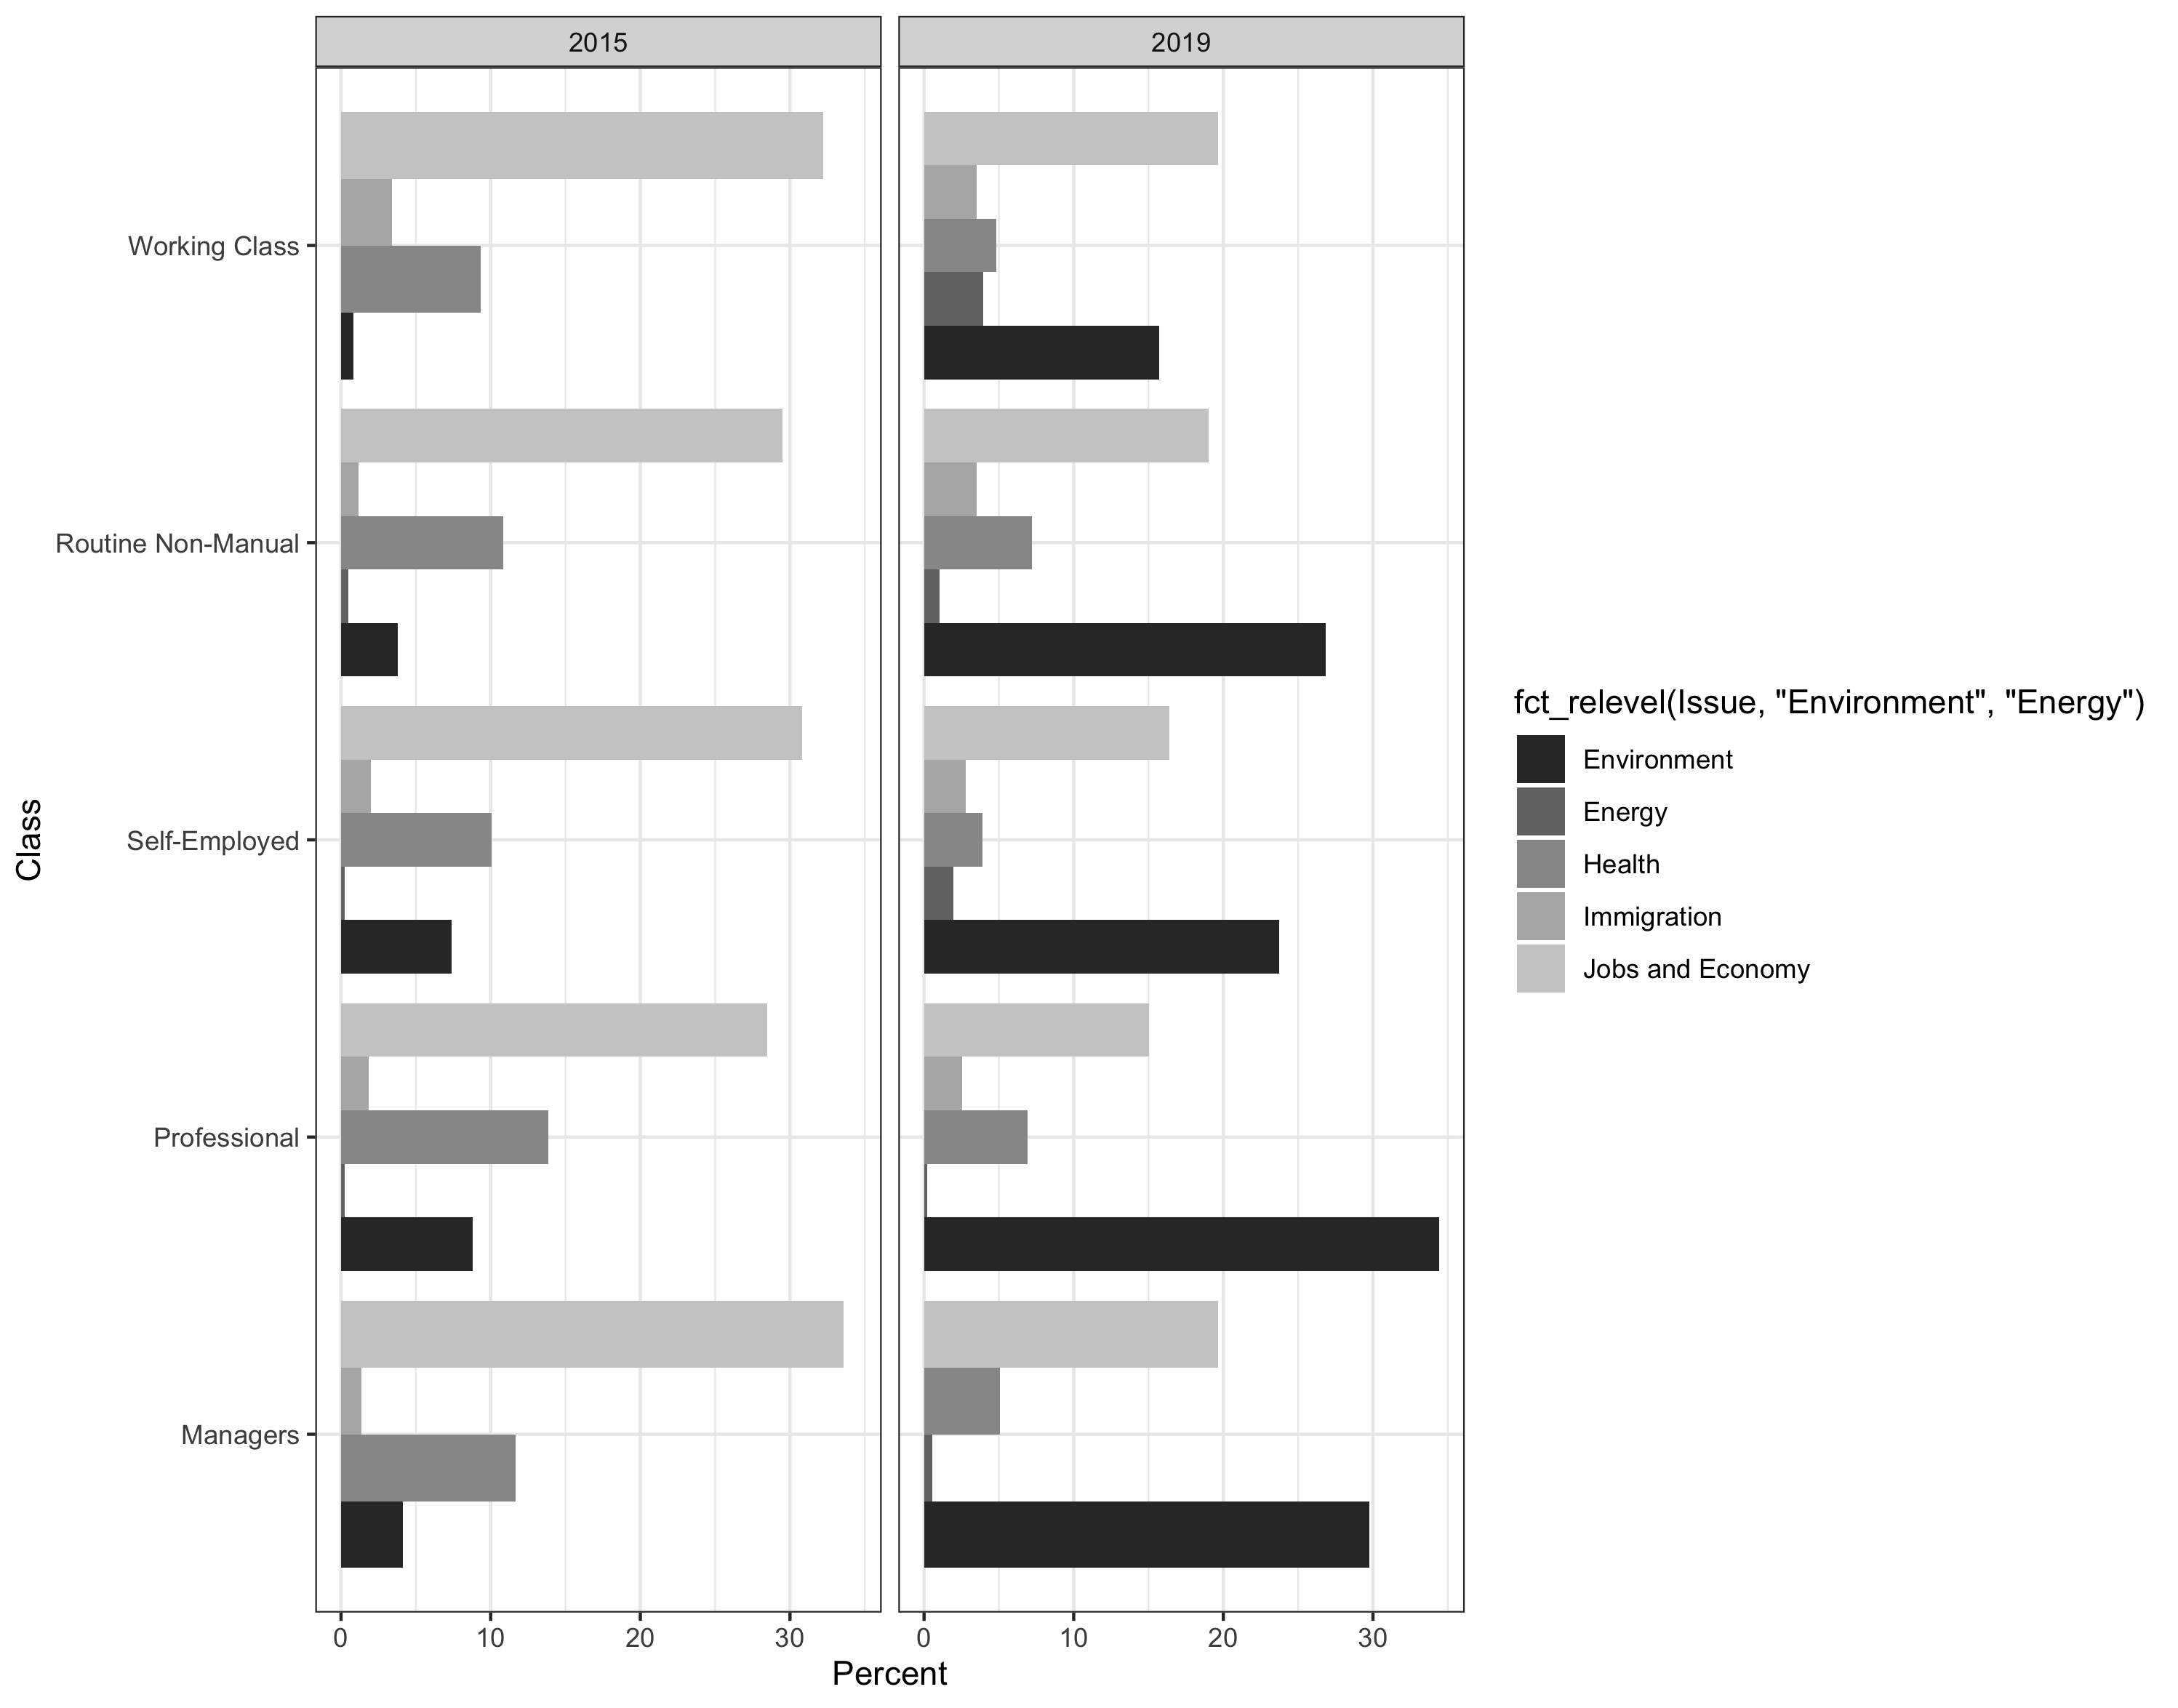 2015
2019
Working Class
Routine Non-Manual
Self-Employed
Professional
Managers
Class
0
10
20
30
0
10
20
30
Percent
fct_relevel(Issue, "Environment", "Energy")
Environment
Energy
Health
Immigration
Jobs and Economy